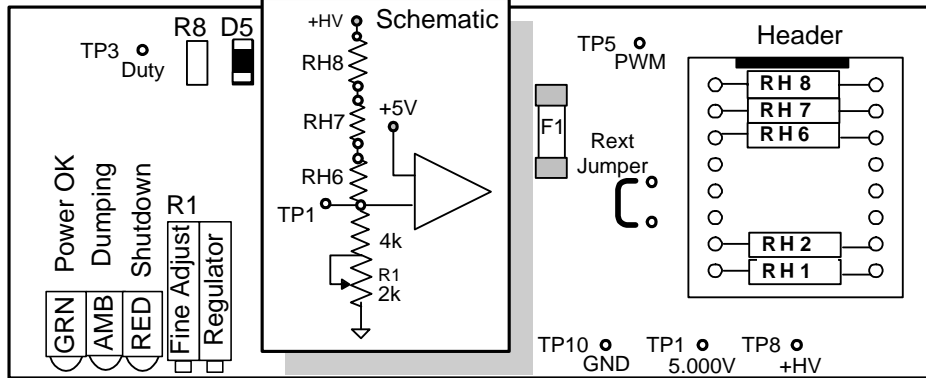 TP3
Duty
R8
D5
Power OK
Dumping
Shutdown
R1
GRN
AMB
RED
Fine Adjust
Regulator
Schematic
+HV
RH8
RH7
+5V
RH6
TP1
4k
R1
2k
TP5
PWM
F1
Rext
Jumper
Header
RH 8
RH 7
RH 6
RH 2
RH 1
TP10
GND
TP1
5.000V
TP8
+HV